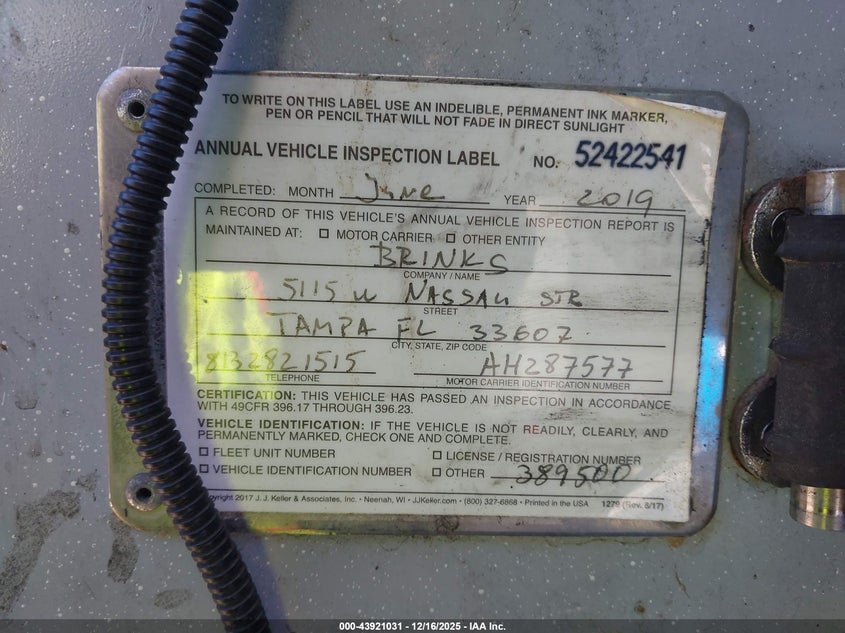 TO WRITE ON THIS LABEL USE AN INDELIBLE, PERMANENT INK MARKER,
PEN OR PENCIL THAT WILL NOT FADE IN DIRECT SUNLIGHT
ANNUAL VEHICLE INSPECTION LABEL NO. 52422541
COMPLETED: MONTH June YEAR 2019
A RECORD OF THIS VEHICLE'S ANNUAL VEHICLE INSPECTION REPORT IS
MAINTAINED AT: ☐ MOTOR CARRIER ☐ OTHER ENTITY
BRINKS
COMPANY / NAME
5115 W NASSAU STR
STREET
TAMPA FL 33607
CITY, STATE, ZIP CODE
8132821515 AH287577
TELEPHONE MOTOR CARRIER IDENTIFICATION NUMBER
CERTIFICATION: THIS VEHICLE HAS PASSED AN INSPECTION IN ACCORDANCE
WITH 49CFR 396.17 THROUGH 396.23.
VEHICLE IDENTIFICATION: IF THE VEHICLE IS NOT READILY, CLEARLY, AND
PERMANENTLY MARKED, CHECK ONE AND COMPLETE.
☐ FLEET UNIT NUMBER ☐ LICENSE / REGISTRATION NUMBER
☐ VEHICLE IDENTIFICATION NUMBER ☐ OTHER 389500
Copyright 2017 J. J. Keller & Associates, Inc. • Neenah, WI • JJKeller.com • (800) 327-6868 • Printed in the USA 1279 (Rev. 8/17)
000-43921031 - 12/16/2025 - IAA Inc.